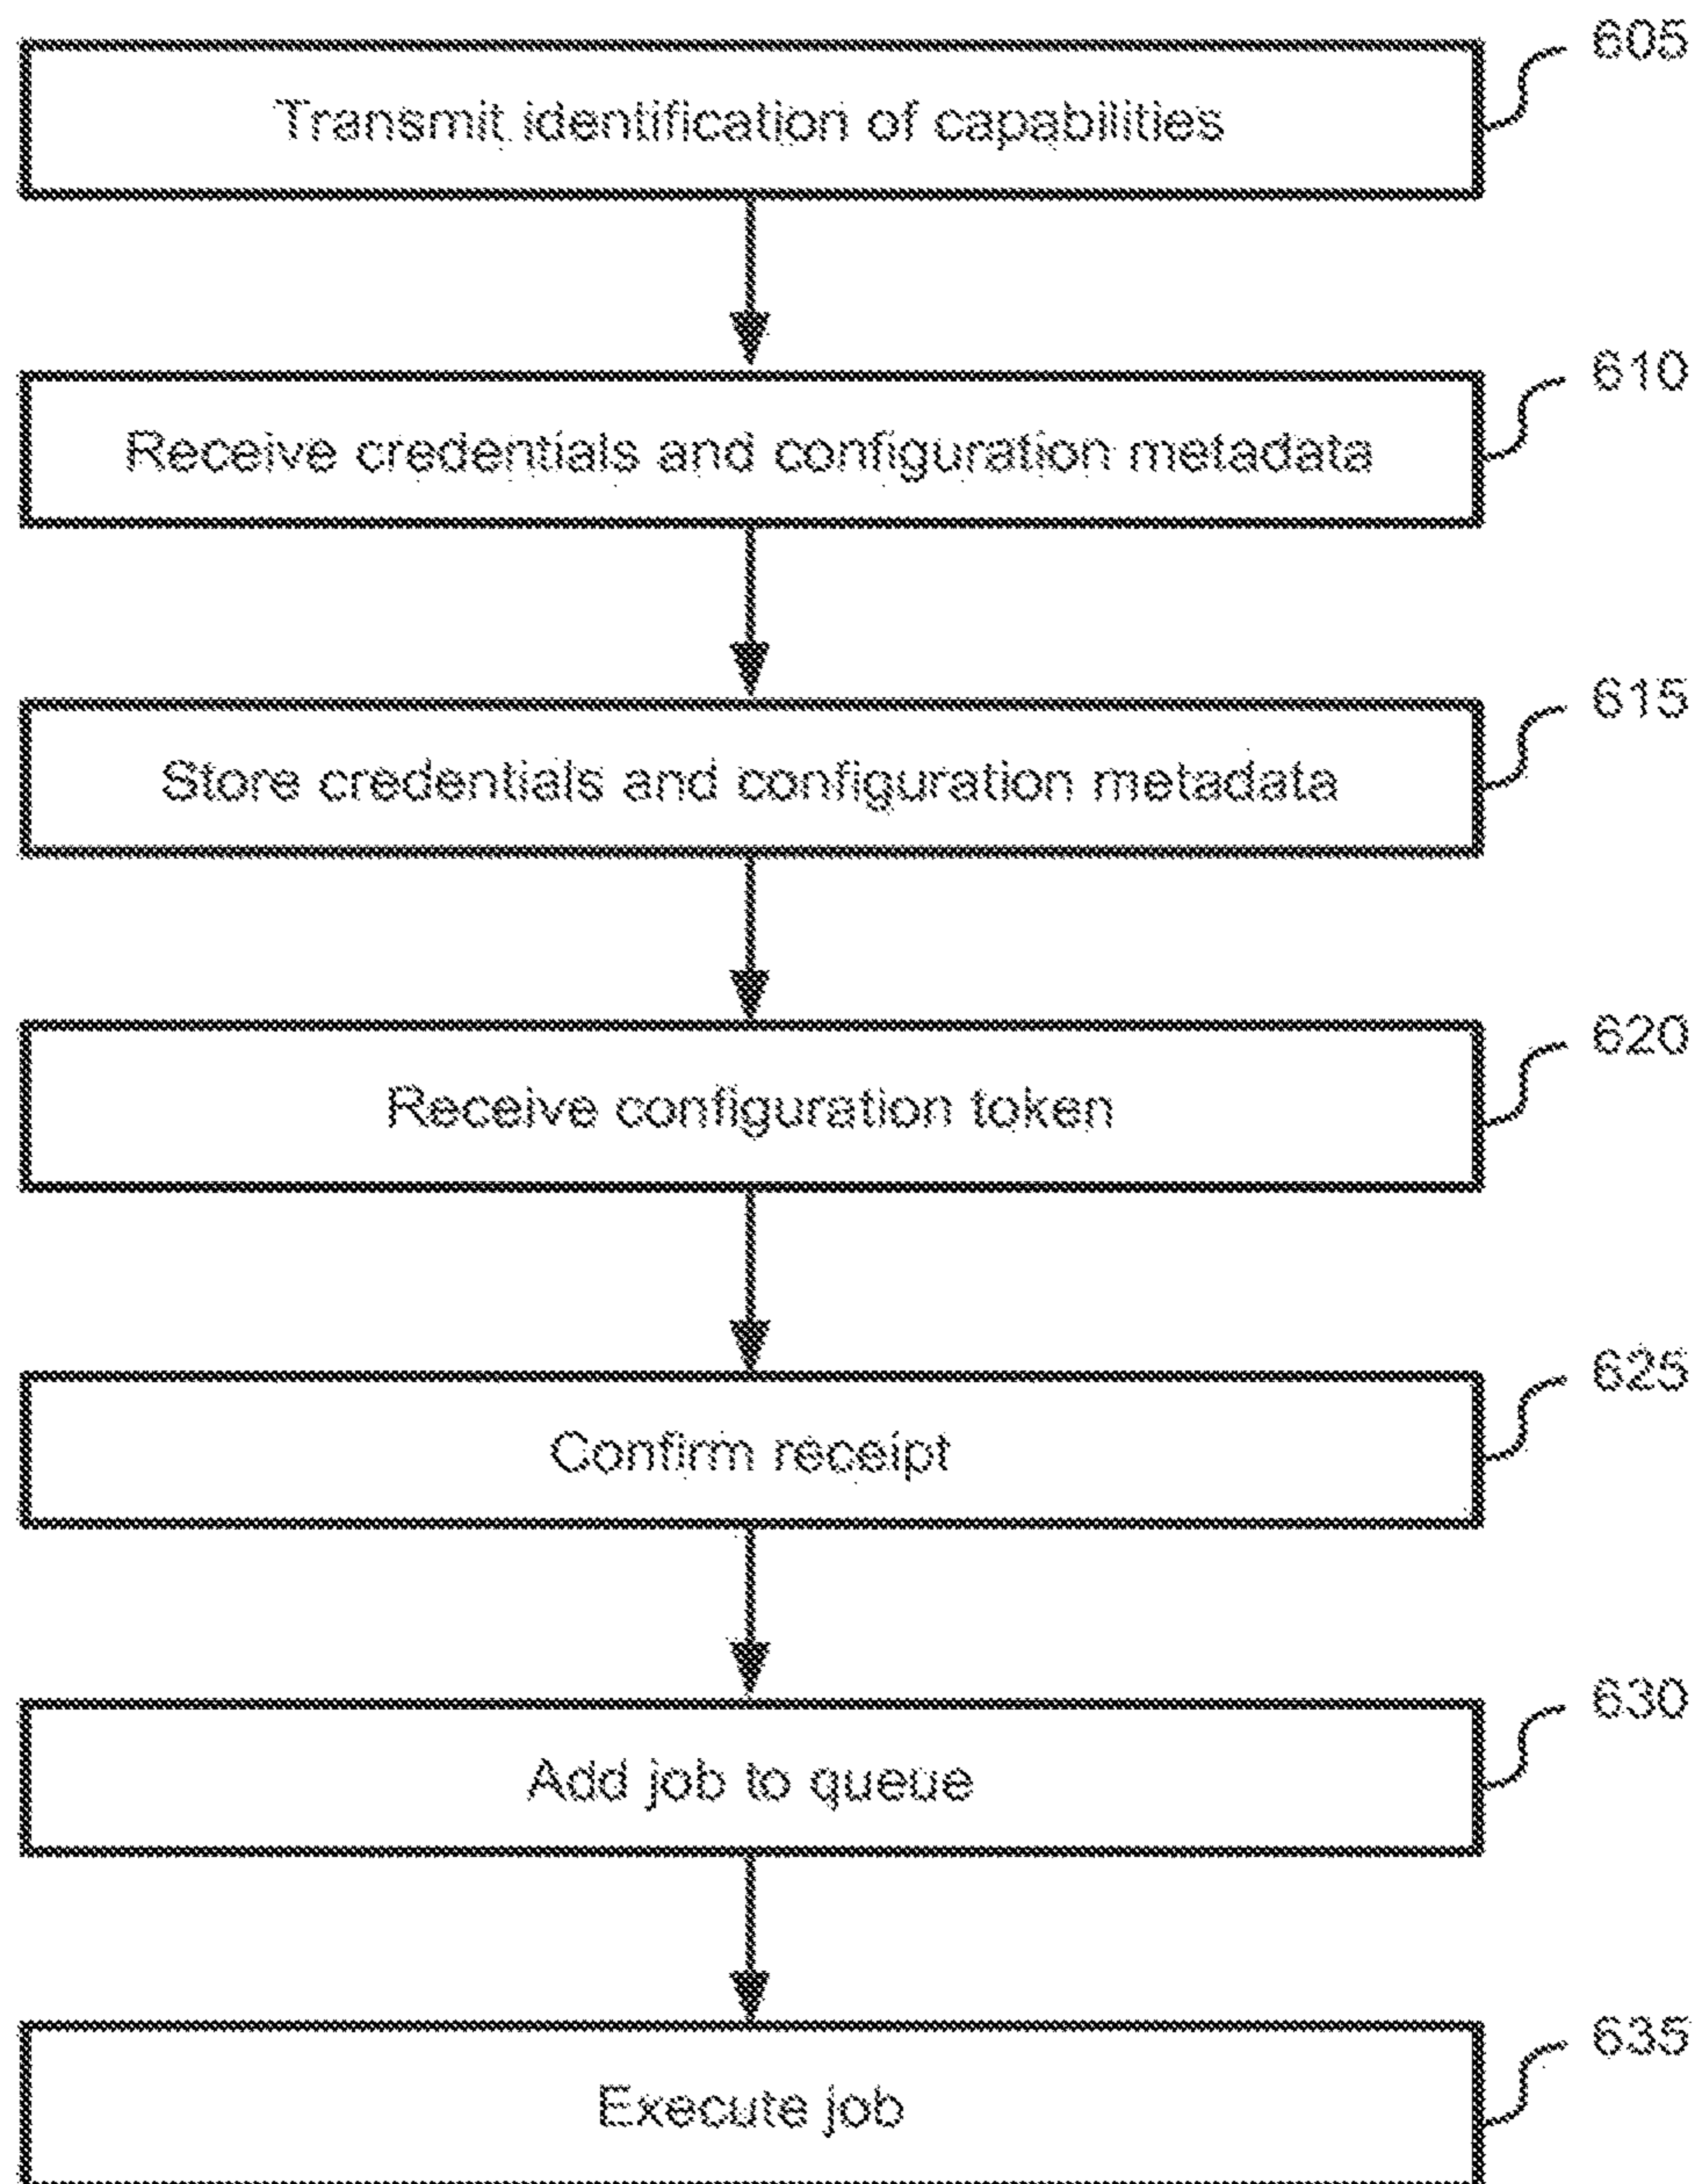 605
Transmit identification of capabilities
610
Receive credentials and configuration metadata
615
Store credentials and configuration metadata
620
Receive configuration token
625
Confirm receipt
630
Add job to queue
635
Execute job